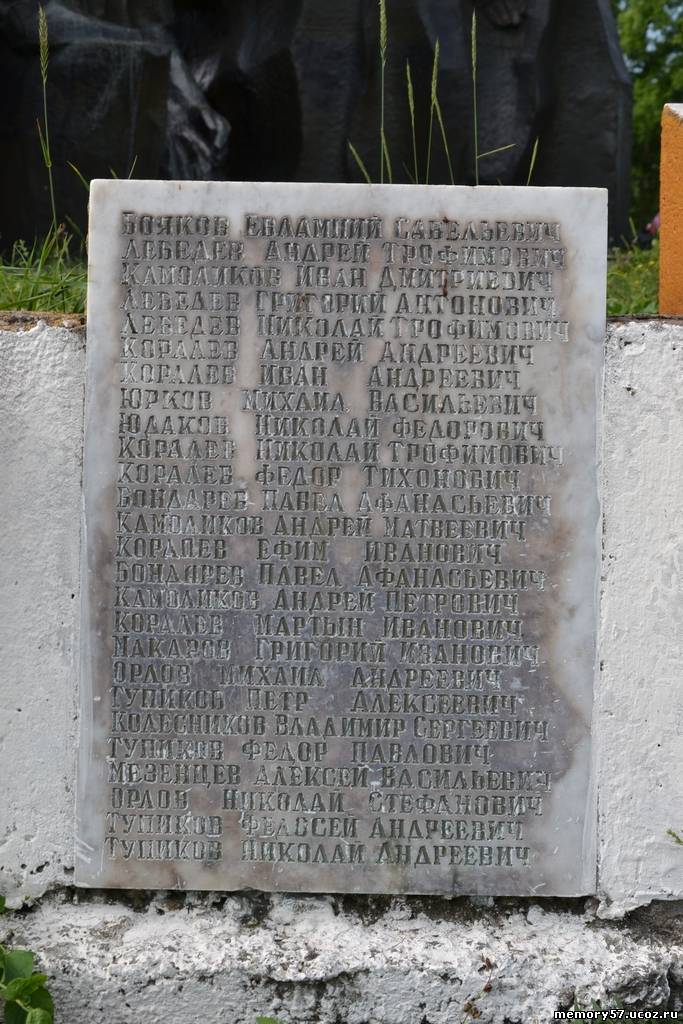 БОЯКОВ ЕВЛАМПИЙ САВЕЛЬЕВИЧ
ЛЕБЕДЕВ АНДРЕЙ ТРОФИМОВИЧ
КАМОЛИКОВ ИВАН ДМИТРИЕВИЧ
ЛЕБЕДЕВ ГРИГОРИЙ АНТОНОВИЧ
ЛЕБЕДЕВ НИКОЛАЙ ТРОФИМОВИЧ
КОРАЛЕВ АНДРЕЙ АНДРЕЕВИЧ
КОРАЛЕВ ИВАН АНДРЕЕВИЧ
ЮРКОВ МИХАИЛ ВАСИЛЬЕВИЧ
ЮДАКОВ НИКОЛАЙ ФЕДОРОВИЧ
КОРАЛЕВ НИКОЛАЙ ТРОФИМОВИЧ
КОРАЛЕВ ФЕДОР ТИХОНОВИЧ
БОНДАРЕВ ПАВЕЛ АФАНАСЬЕВИЧ
КАМОЛИКОВ АНДРЕЙ МАТВЕЕВИЧ
КОРАЛЕВ ЕФИМ ИВАНОВИЧ
БОНДАРЕВ ПАВЕЛ АФАНАСЬЕВИЧ
КАМОЛИКОВ АНДРЕЙ ПЕТРОВИЧ
КОРАЛЕВ МАРТЫН ИВАНОВИЧ
МАКАРОВ ГРИГОРИЙ ИВАНОВИЧ
ОРЛОВ МИХАИЛ АНДРЕЕВИЧ
ТУПИКОВ ПЕТР АЛЕКСЕЕВИЧ
КОЛЕСНИКОВ ВЛАДИМИР СЕРГЕЕВИЧ
ТУПИКОВ ФЕДОР ПАВЛОВИЧ
МЕЗЕНЦЕВ АЛЕКСЕЙ ВАСИЛЬЕВИЧ
ОРЛОВ НИКОЛАЙ СТЕФАНОВИЧ
ТУПИКОВ ФЕДОСЕЙ АНДРЕЕВИЧ
ТУПИКОВ НИКОЛАЙ АНДРЕЕВИЧ
memory57.ucoz.ru